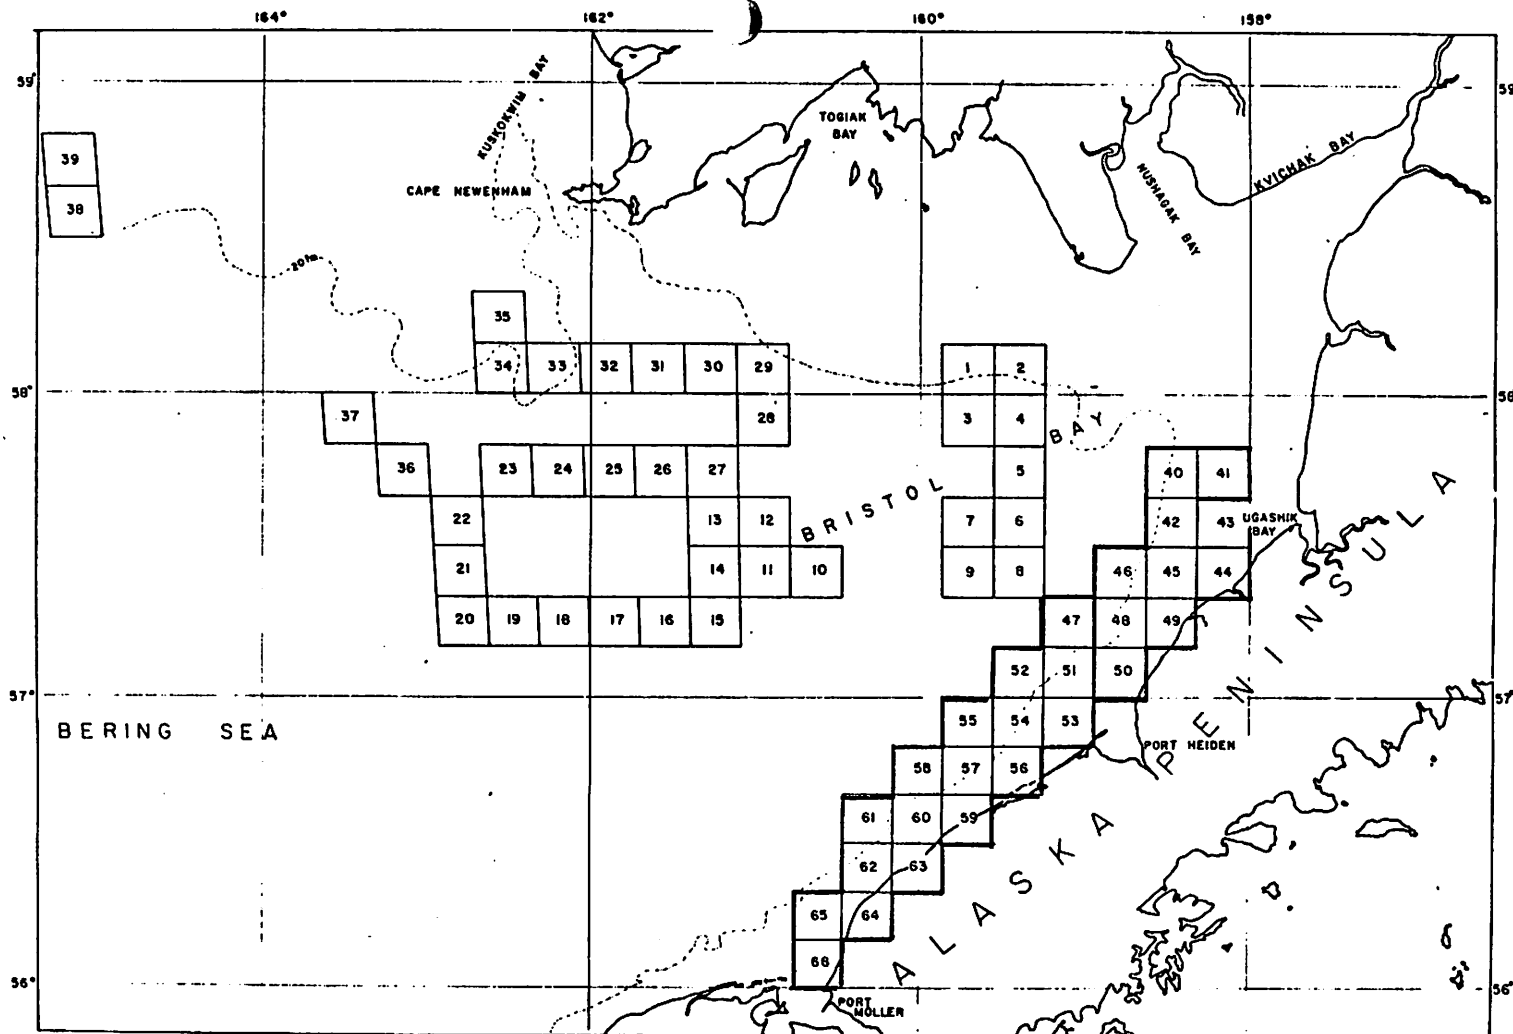 164° 162° 160° 158°
59° 59
KUSKOKWIM BAY
TOGIAK
BAY
39
KVICHAK BAY
CAPE NEWENHAM
NUSHAGAK BAY
38
20fm
35
34 33 32 31 30 29 1 2
58° 58
37 28 3 4
BAY
36 23 24 25 26 27 5 40 41
BRISTOL
22 13 12 7 6 42 43 UGASHIK
BAY
21 14 11 10 9 8 46 45 44
20 19 18 17 16 15 47 48 49
52 51 50
57° 57°
55 54 53
BERING SEA
PORT HEIDEN
58 57 56
61 60 59
ALASKA PENINSULA
62 63
65 64
66
56° 56°
PORT
MOLLER